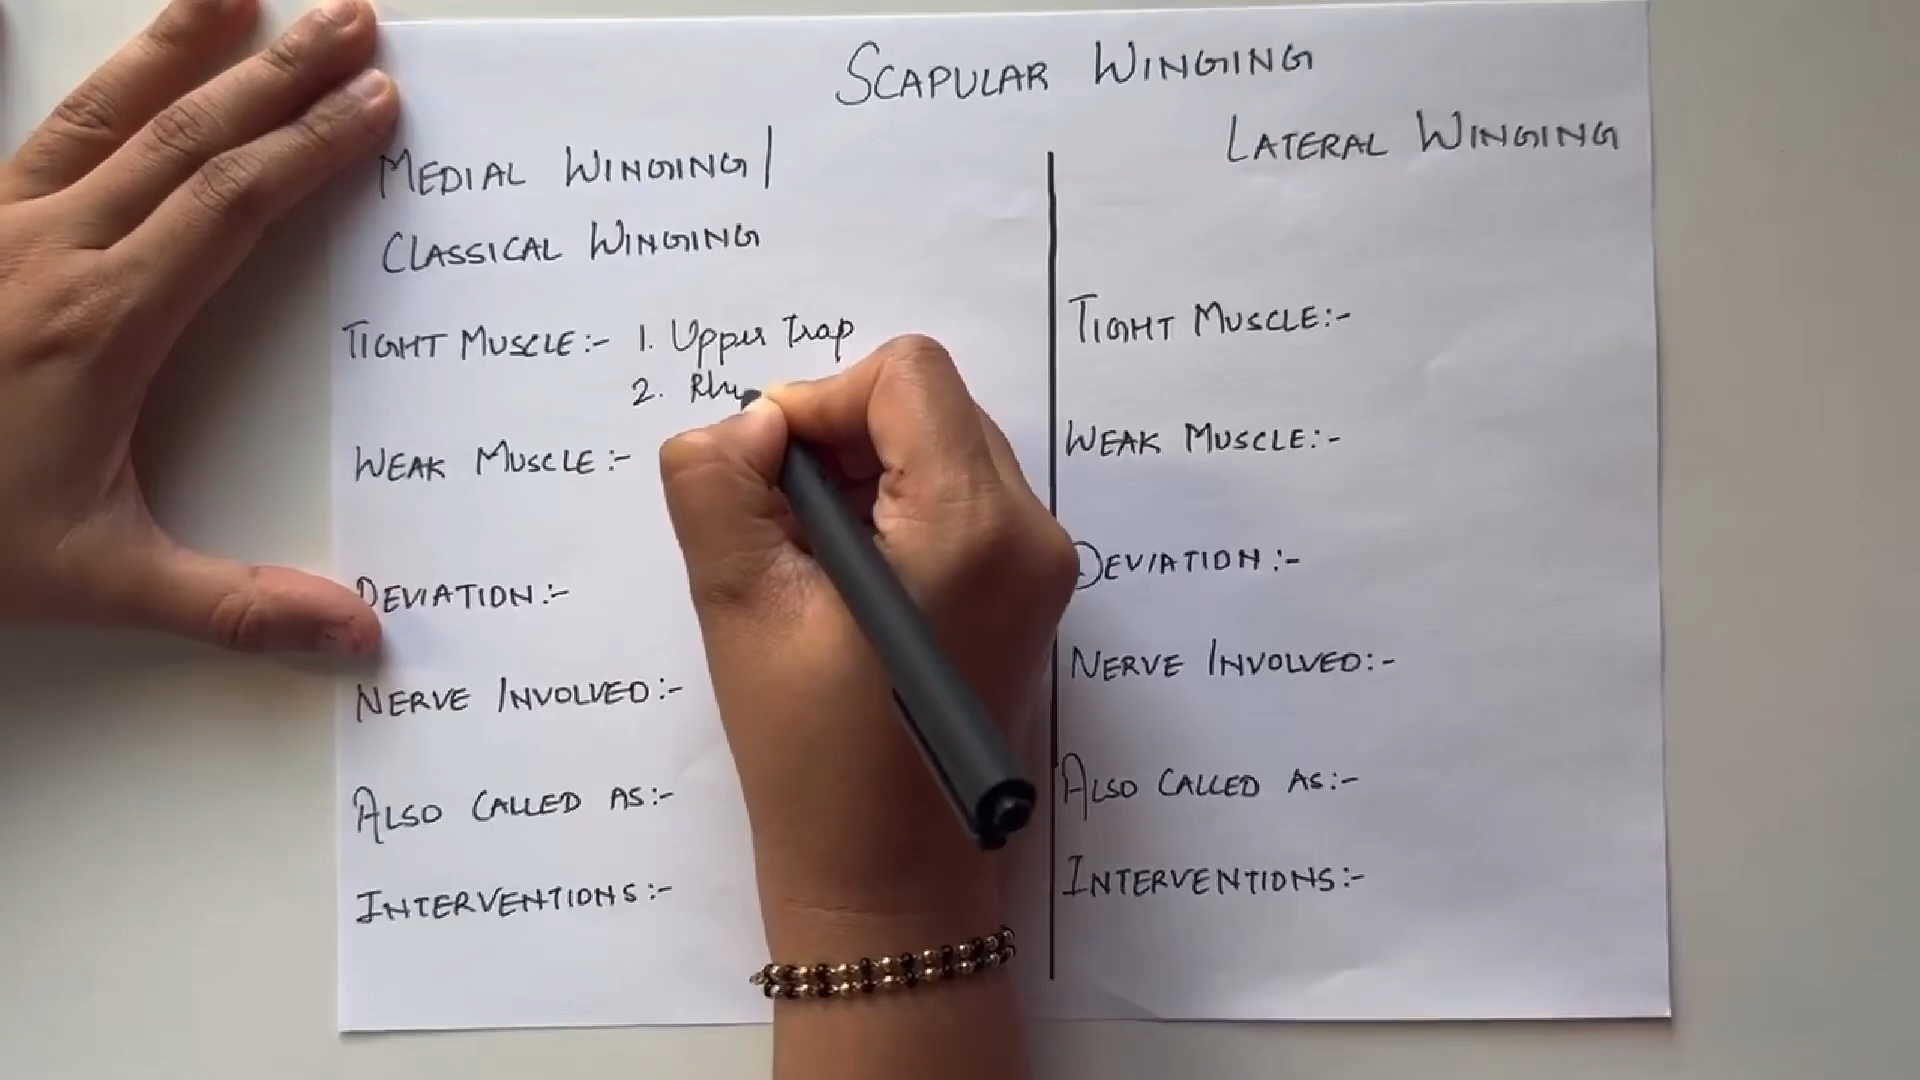 SCAPULAR WINGING
MEDIAL WINGING/
CLASSICAL WINGING
TIGHT MUSCLE:- 1. Upper Trap
2.
WEAK MUSCLE:-
DEVIATION:-
NERVE INVOLVED:-
ALSO CALLED AS:-
INTERVENTIONS:-
LATERAL WINGING
TIGHT MUSCLE:-
WEAK MUSCLE:-
DEVIATION:-
NERVE INVOLVED:-
ALSO CALLED AS:-
INTERVENTIONS:-